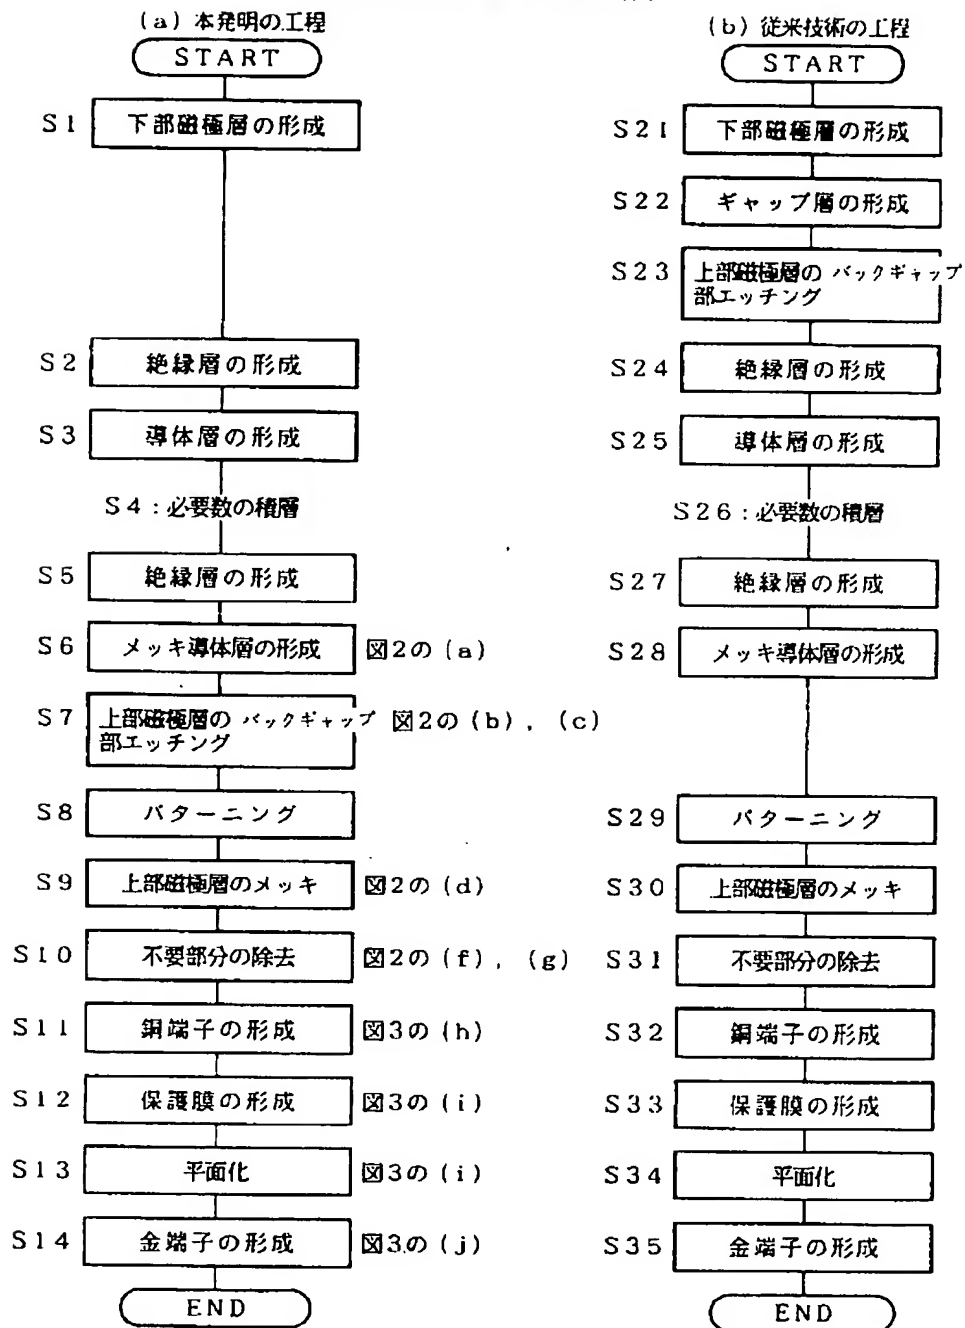 (a) 本発明の工程
START
S1 下部磁極層の形成
S2 絶縁層の形成
S3 導体層の形成
S4:必要数の積層
S5 絶縁層の形成
S6 メッキ導体層の形成 図2の (a)
S7 上部磁極層の バックギャップ 図2の (b), (c)
部エッチング
S8 パターニング
S9 上部磁極層のメッキ 図2の (d)
S10 不要部分の除去 図2の (f), (g)
S11 銅端子の形成 図3の (h)
S12 保護膜の形成 図3の (i)
S13 平面化 図3の (i)
S14 金端子の形成 図3の (j)
END
(b) 従来技術の工程
START
S21 下部磁極層の形成
S22 ギャップ層の形成
S23 上部磁極層の バックギャップ
部エッチング
S24 絶縁層の形成
S25 導体層の形成
S26:必要数の積層
S27 絶縁層の形成
S28 メッキ導体層の形成
S29 パターニング
S30 上部磁極層のメッキ
S31 不要部分の除去
S32 銅端子の形成
S33 保護膜の形成
S34 平面化
S35 金端子の形成
END